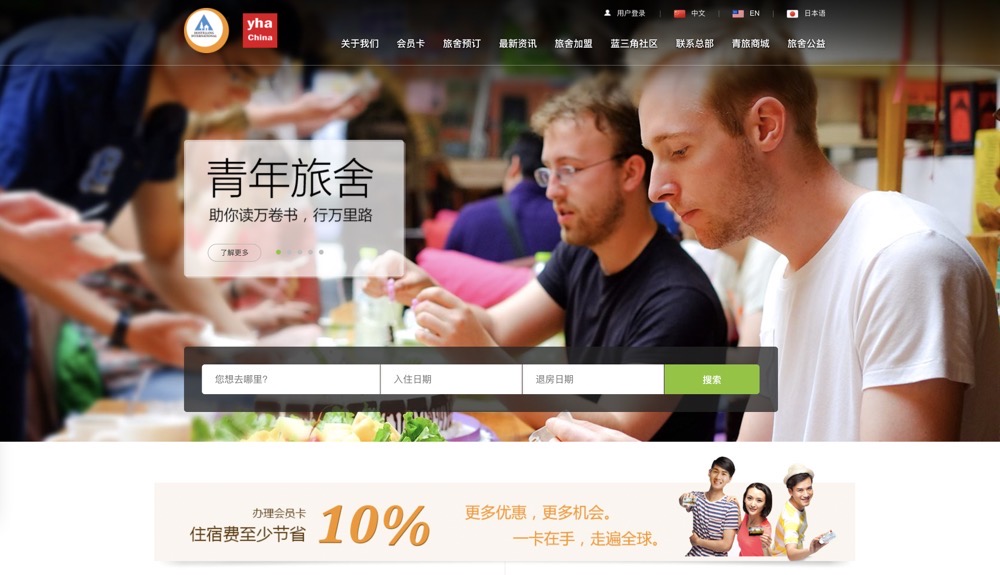 HOSTELLING
INTERNATIONAL
yha
China
用户登录
中文
EN
日本语
关于我们 会员卡 旅舍预订 最新资讯 旅舍加盟 蓝三角社区 联系总部 青旅商城 旅舍公益
青年旅舍
助你读万卷书，行万里路
了解更多
您想去哪里?
入住日期
退房日期
搜索
办理会员卡
住宿费至少节省
10%
更多优惠，更多机会。
一卡在手，走遍全球。